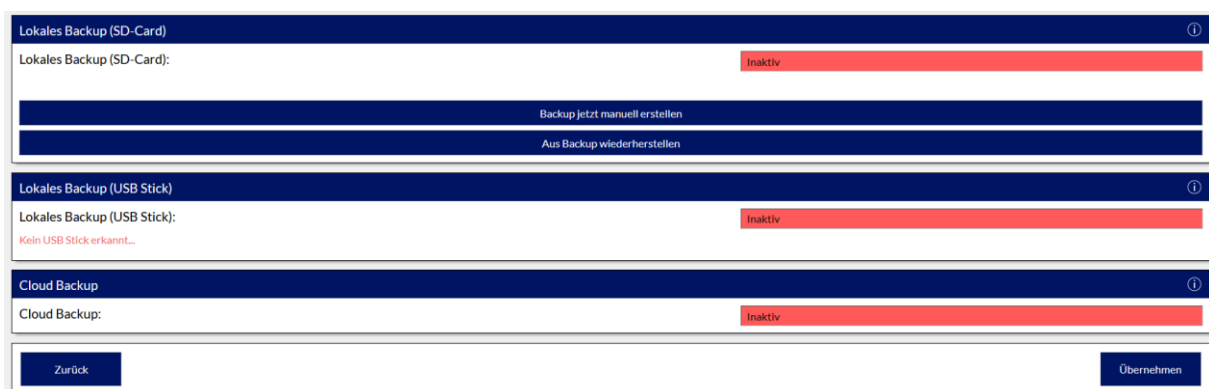 Lokales Backup (SD-Card)
Lokales Backup (SD-Card):
Inaktiv
Backup jetzt manuell erstellen
Aus Backup wiederherstellen
Lokales Backup (USB Stick)
Lokales Backup (USB Stick):
Inaktiv
Kein USB Stick erkannt...
Cloud Backup
Cloud Backup:
Inaktiv
Zurück
Übernehmen